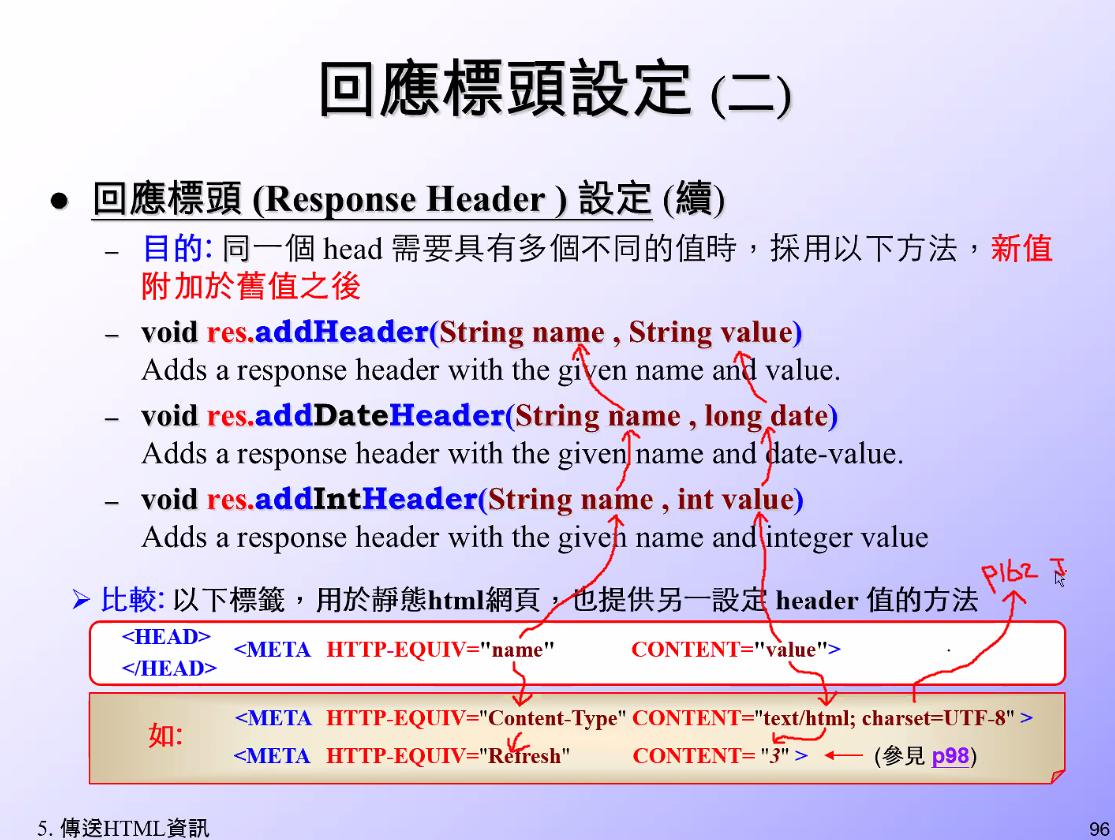 回應標頭設定 (二)
● 回應標頭 (Response Header ) 設定 (續)
– 目的: 同一個 head 需要具有多個不同的值時，採用以下方法，新值
附加於舊值之後
– void res.addHeader(String name , String value)
Adds a response header with the given name and value.
– void res.addDateHeader(String name , long date)
Adds a response header with the given name and date-value.
– void res.addIntHeader(String name , int value)
Adds a response header with the given name and integer value
p162
➢ 比較: 以下標籤，用於靜態html網頁，也提供另一設定 header 值的方法
<HEAD>
<META HTTP-EQUIV="name" CONTENT="value">
</HEAD>
如:
<META HTTP-EQUIV="Content-Type" CONTENT="text/html; charset=UTF-8" >
<META HTTP-EQUIV="Refresh" CONTENT= "3" > (參見 p98)
5. 傳送HTML資訊
96